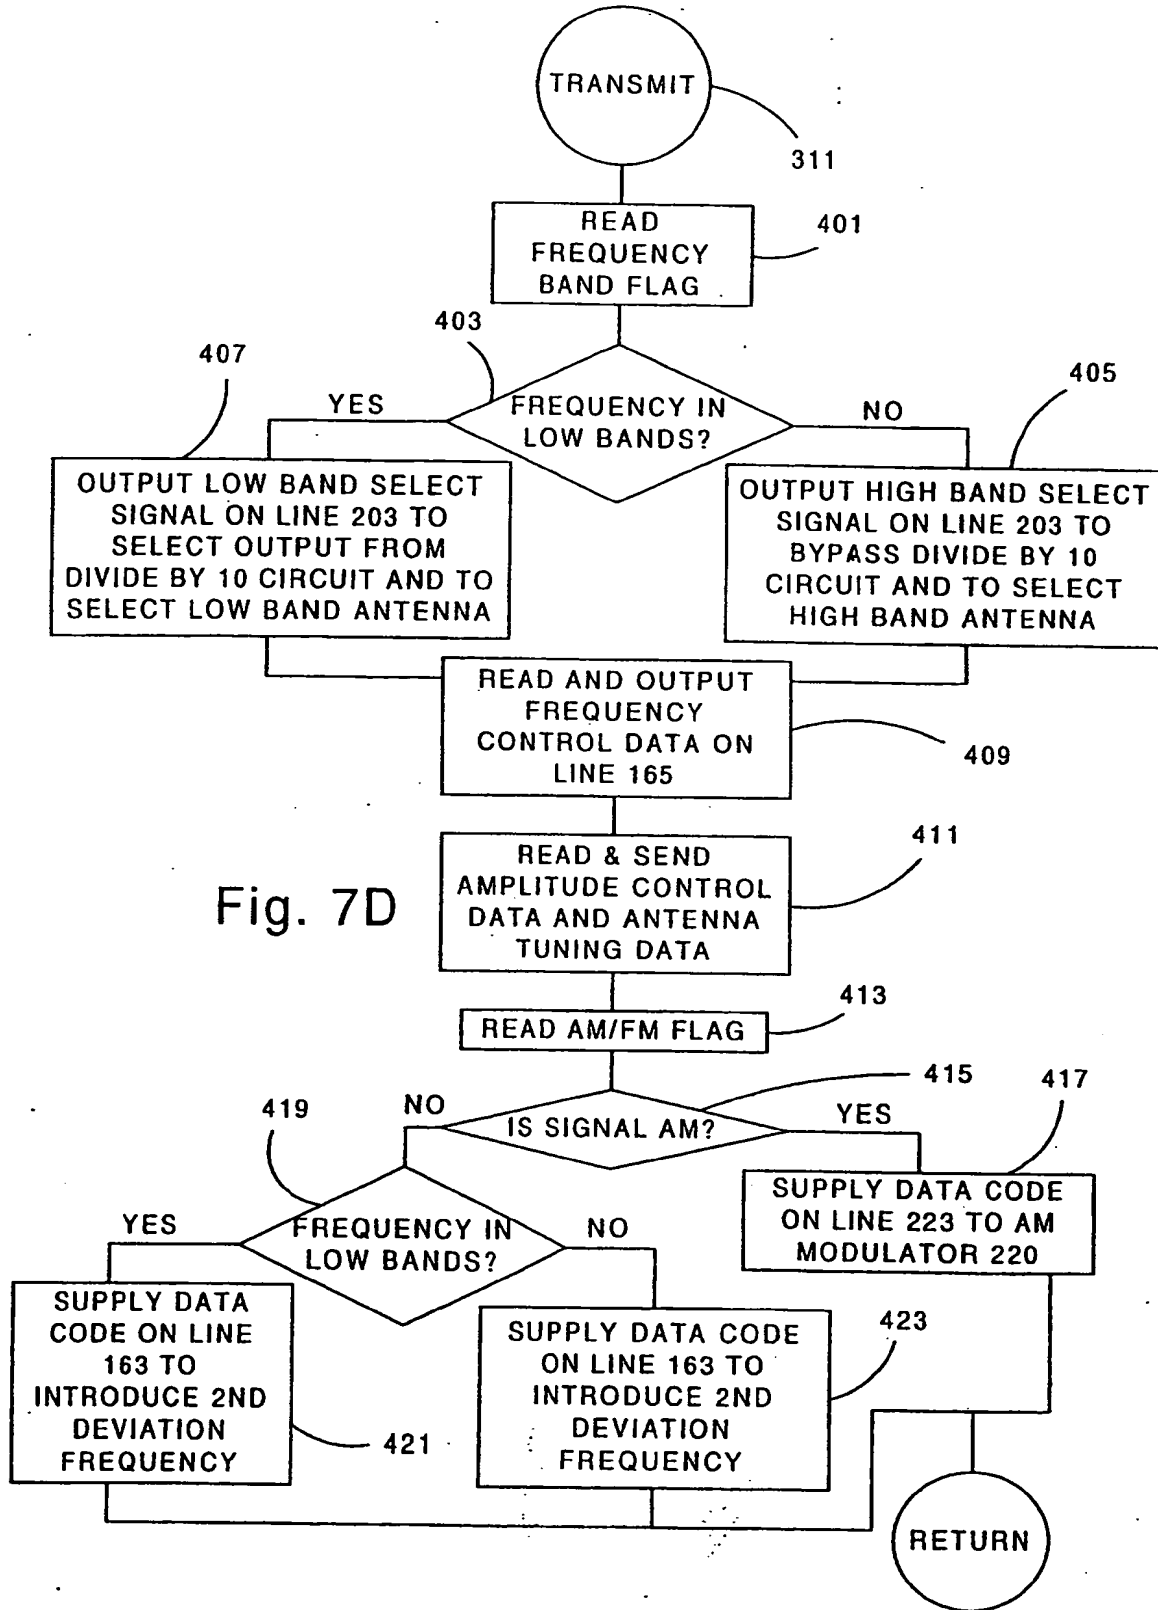 TRANSMIT
311
READ
FREQUENCY
BAND FLAG
401
403
FREQUENCY IN
LOW BANDS?
YES
NO
407
OUTPUT LOW BAND SELECT
SIGNAL ON LINE 203 TO
SELECT OUTPUT FROM
DIVIDE BY 10 CIRCUIT AND TO
SELECT LOW BAND ANTENNA
405
OUTPUT HIGH BAND SELECT
SIGNAL ON LINE 203 TO
BYPASS DIVIDE BY 10
CIRCUIT AND TO SELECT
HIGH BAND ANTENNA
READ AND OUTPUT
FREQUENCY
CONTROL DATA ON
LINE 165
409
READ & SEND
AMPLITUDE CONTROL
DATA AND ANTENNA
TUNING DATA
411
Fig. 7D
READ AM/FM FLAG
413
IS SIGNAL AM?
415
NO
YES
417
SUPPLY DATA CODE
ON LINE 223 TO AM
MODULATOR 220
419
FREQUENCY IN
LOW BANDS?
YES
NO
SUPPLY DATA
CODE ON LINE
163 TO
INTRODUCE 2ND
DEVIATION
FREQUENCY
421
SUPPLY DATA CODE
ON LINE 163 TO
INTRODUCE 2ND
DEVIATION
FREQUENCY
423
RETURN